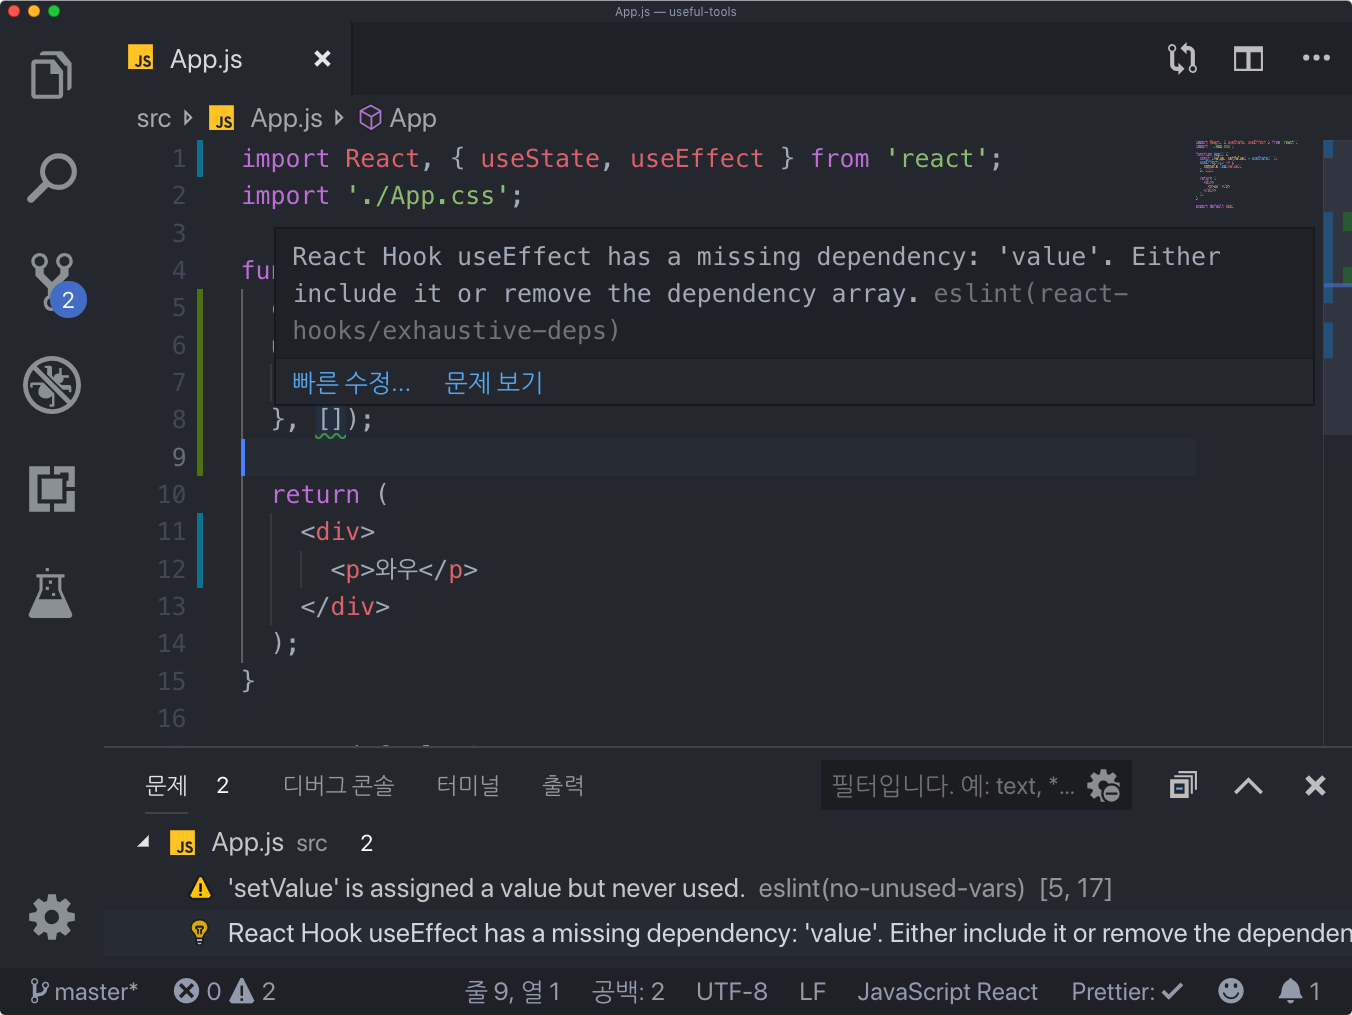 App.js — useful-tools
JS App.js
src JS App.js App
1 import React, { useState, useEffect } from 'react';
2 import './App.css';
3
4 fun
React Hook useEffect has a missing dependency: 'value'. Either
include it or remove the dependency array. eslint(react-
hooks/exhaustive-deps)
5
6
7
빠른 수정... 문제 보기
8 }, []);
9
10 return (
11 <div>
12 <p>와우</p>
13 </div>
14 );
15 }
16
2
문제 2 디버그 콘솔 터미널 출력 필터입니다. 예: text, *...
JS App.js src 2
'setValue' is assigned a value but never used. eslint(no-unused-vars) [5, 17]
React Hook useEffect has a missing dependency: 'value'. Either include it or remove the dependen
master* 0 2 줄 9, 열 1 공백: 2 UTF-8 LF JavaScript React Prettier: 1